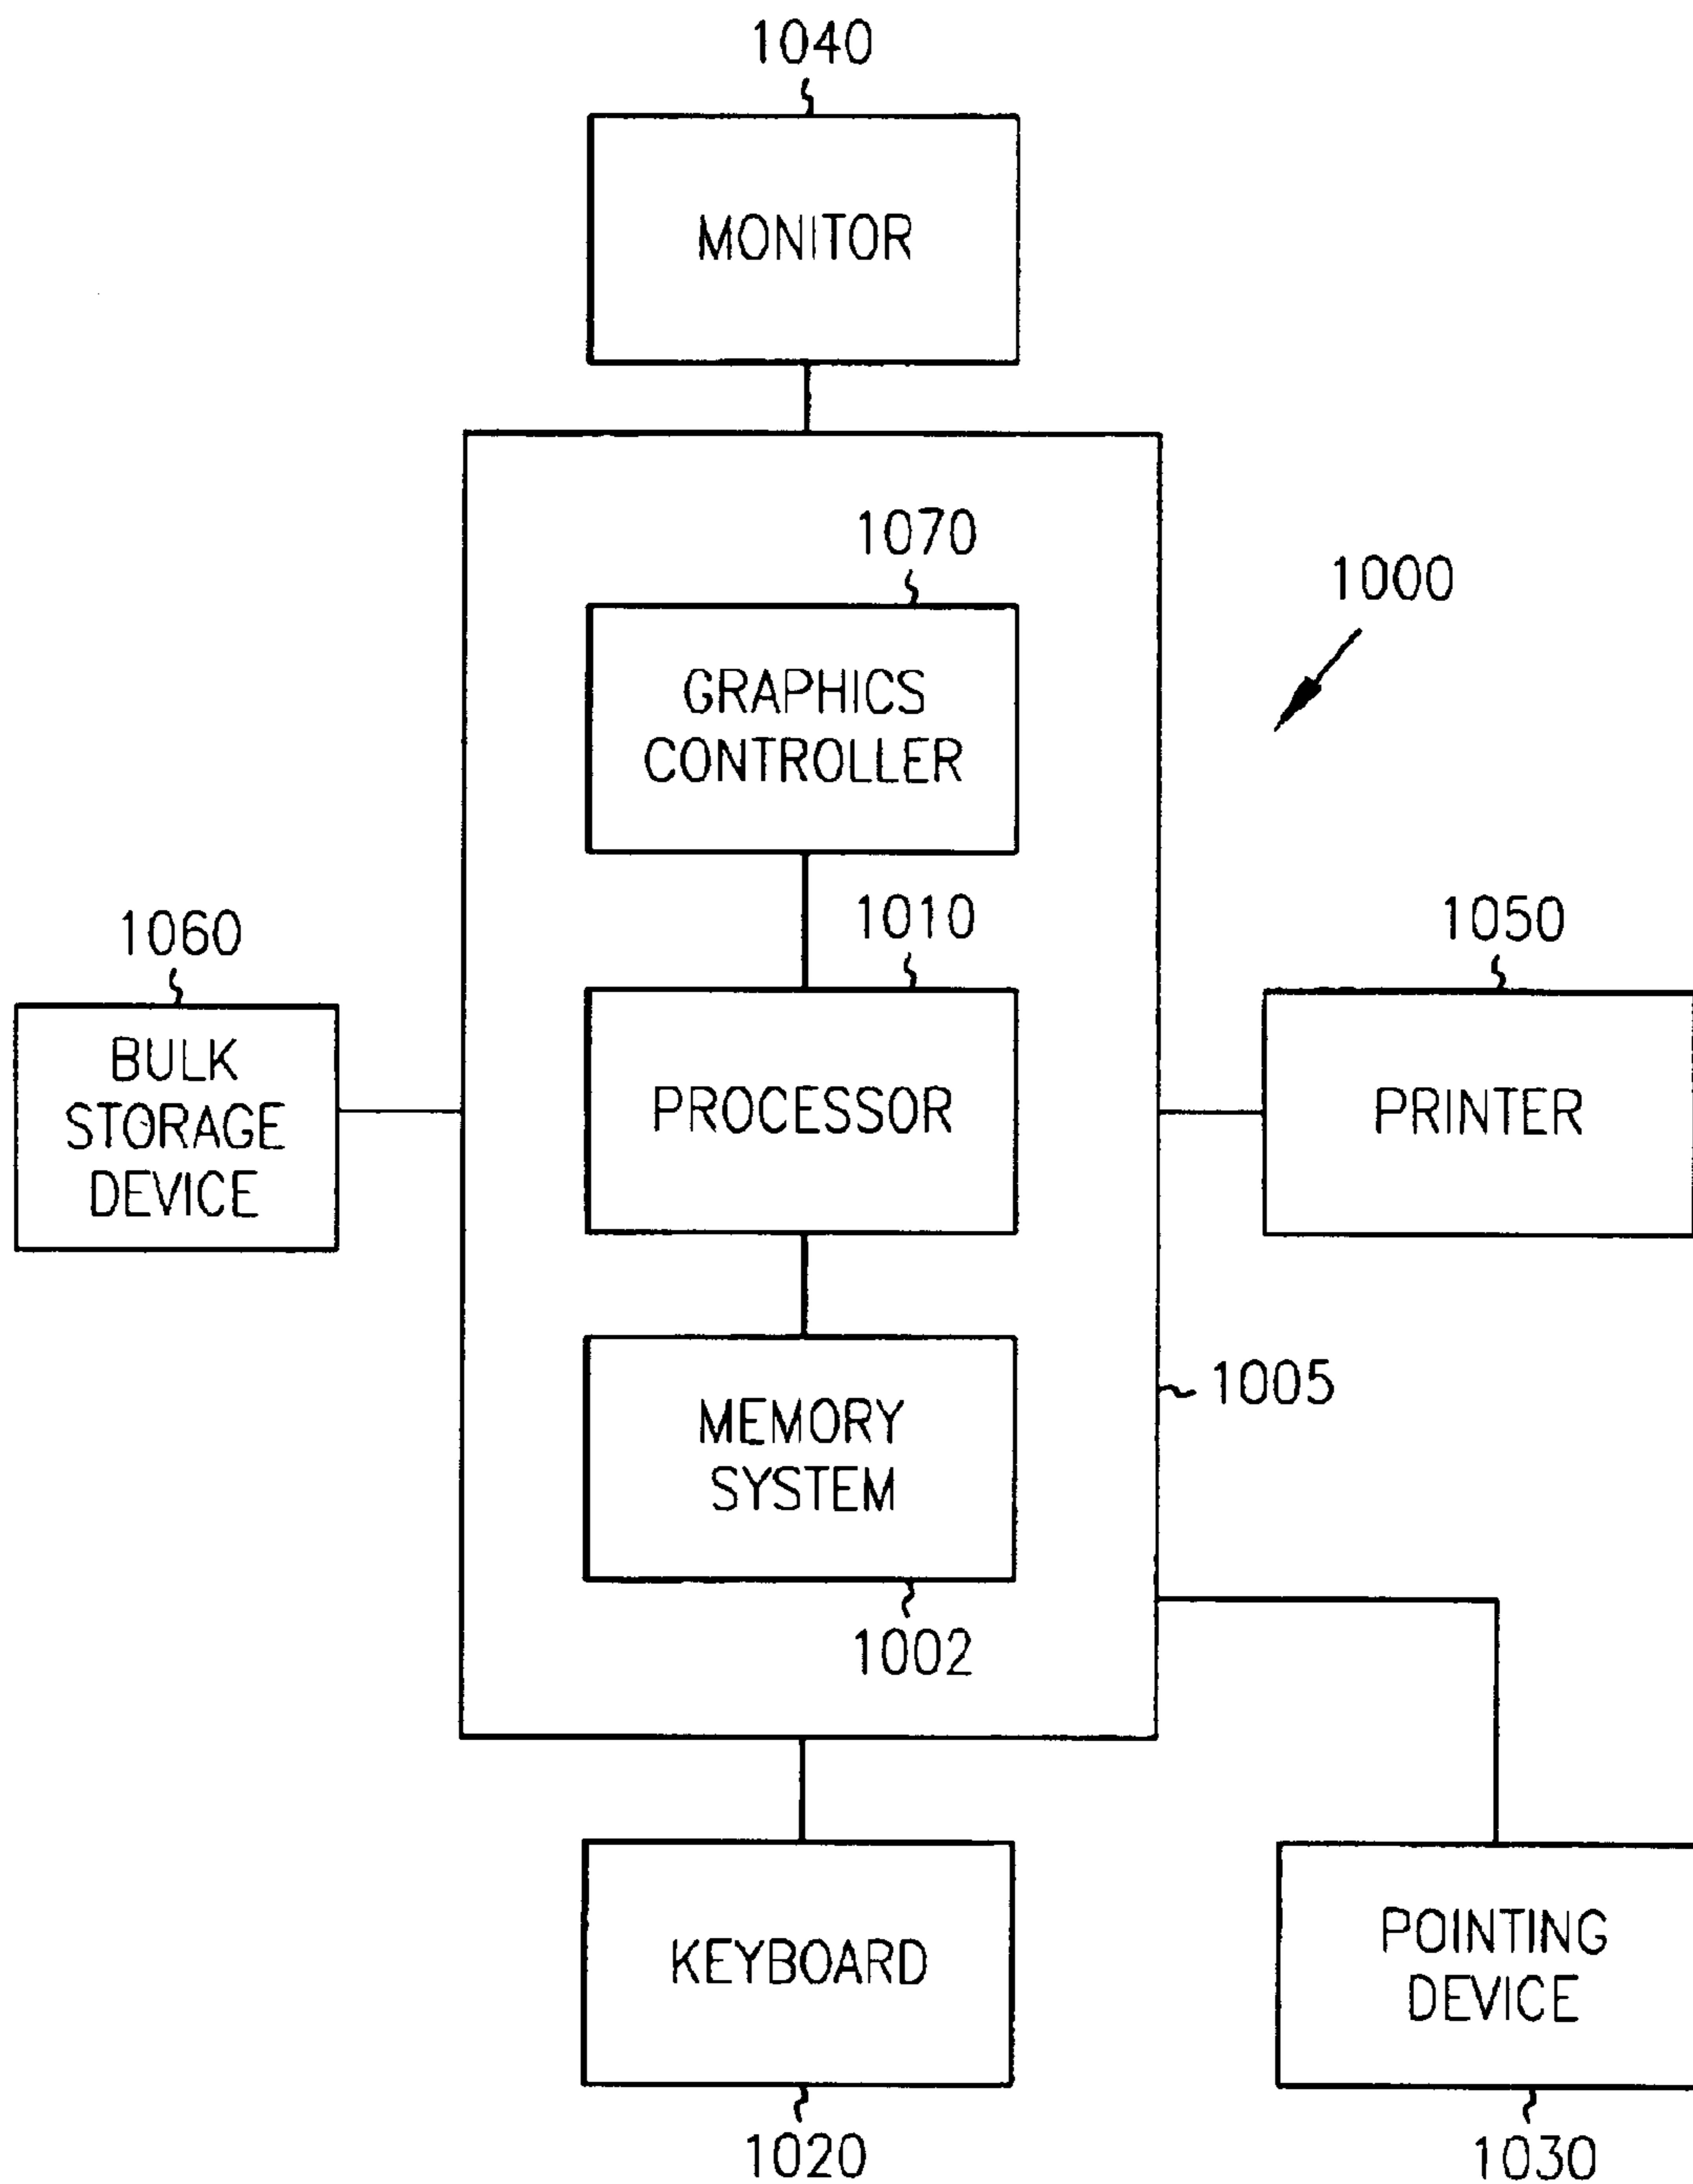 1040
MONITOR
1070
1000
GRAPHICS
CONTROLLER
1060
1010
1050
BULK
STORAGE
DEVICE
PROCESSOR
PRINTER
1005
MEMORY
SYSTEM
1002
KEYBOARD
POINTING
DEVICE
1020
1030